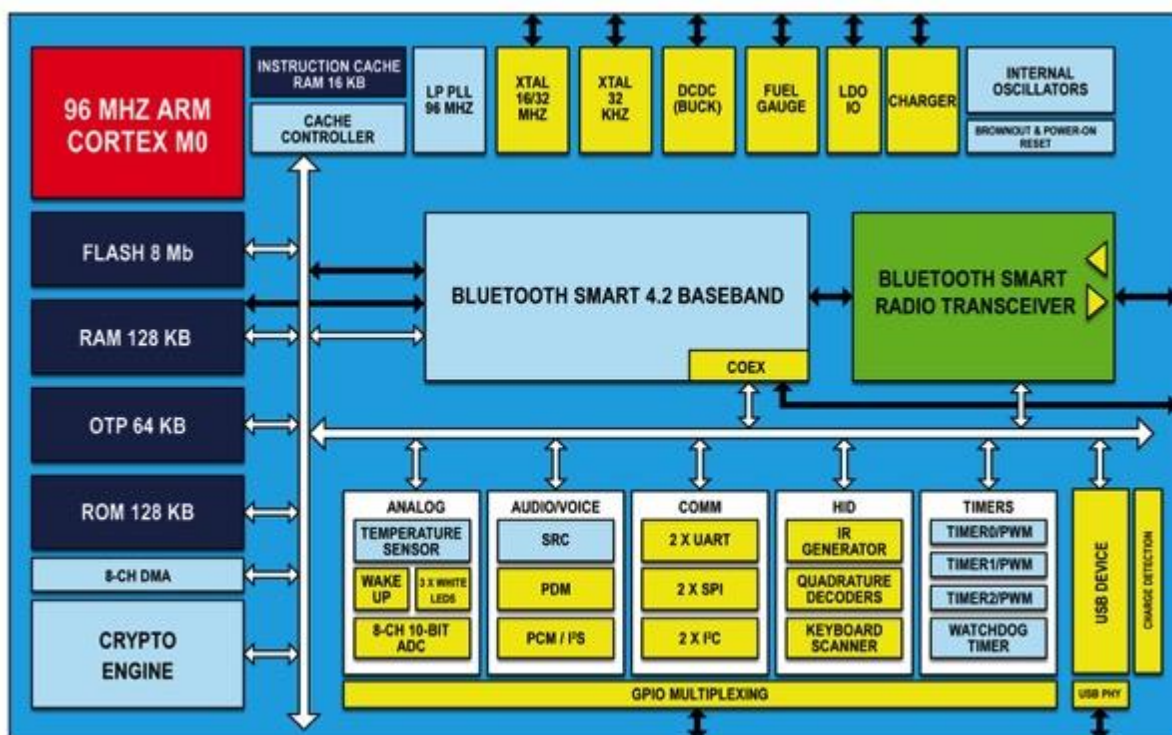 96 MHZ ARM
CORTEX M0
INSTRUCTION CACHE
RAM 16 KB
CACHE
CONTROLLER
LP PLL
96 MHZ
XTAL
16/32
MHZ
XTAL
32
KHZ
DCDC
(BUCK)
FUEL
GAUGE
LDO
IO
CHARGER
INTERNAL
OSCILLATORS
BROWNOUT & POWER-ON
RESET
FLASH 8 Mb
RAM 128 KB
OTP 64 KB
ROM 128 KB
8-CH DMA
CRYPTO
ENGINE
BLUETOOTH SMART 4.2 BASEBAND
COEX
BLUETOOTH SMART
RADIO TRANSCEIVER
ANALOG
TEMPERATURE
SENSOR
WAKE
UP
3 X WHITE
LEDS
8-CH 10-BIT
ADC
AUDIO/VOICE
SRC
PDM
PCM / I²S
COMM
2 X UART
2 X SPI
2 X I²C
HID
IR
GENERATOR
QUADRATURE
DECODERS
KEYBOARD
SCANNER
TIMERS
TIMER0/PWM
TIMER1/PWM
TIMER2/PWM
WATCHDOG
TIMER
USB DEVICE
CHARGE DETECTION
GPIO MULTIPLEXING
USB PHY